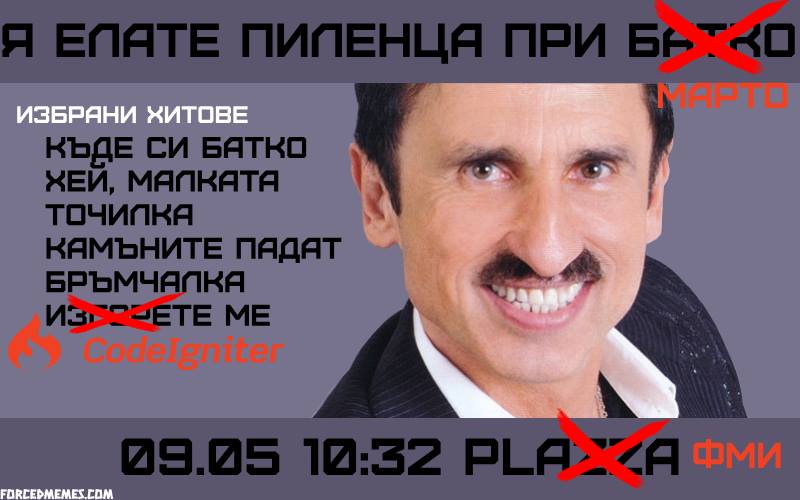 Я ЕЛАТЕ ПИЛЕНЦА ПРИ БАТКО
МАРТО
ИЗБРАНИ ХИТОВЕ
КЪДЕ СИ БАТКО
ХЕЙ, МАЛКАТА
ТОЧИЛКА
КАМЪНИТЕ ПАДАТ
БРЪМЧАЛКА
ИЗГОРЕТЕ МЕ
CodeIgniter
09.05 10:32 PLAZZA ФМИ
FORCEDMEMES.COM